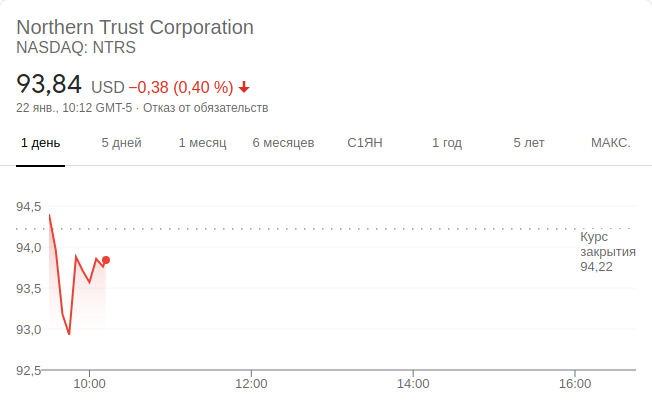 Northern Trust Corporation
NASDAQ: NTRS
93,84 USD −0,38 (0,40 %)
22 янв., 10:12 GMT-5 · Отказ от обязательств
1 день 5 дней 1 месяц 6 месяцев С1ЯН 1 год 5 лет МАКС.
94,5
Курс
94,0 закрытия
94,22
93,5
93,0
92,5
10:00 12:00 14:00 16:00